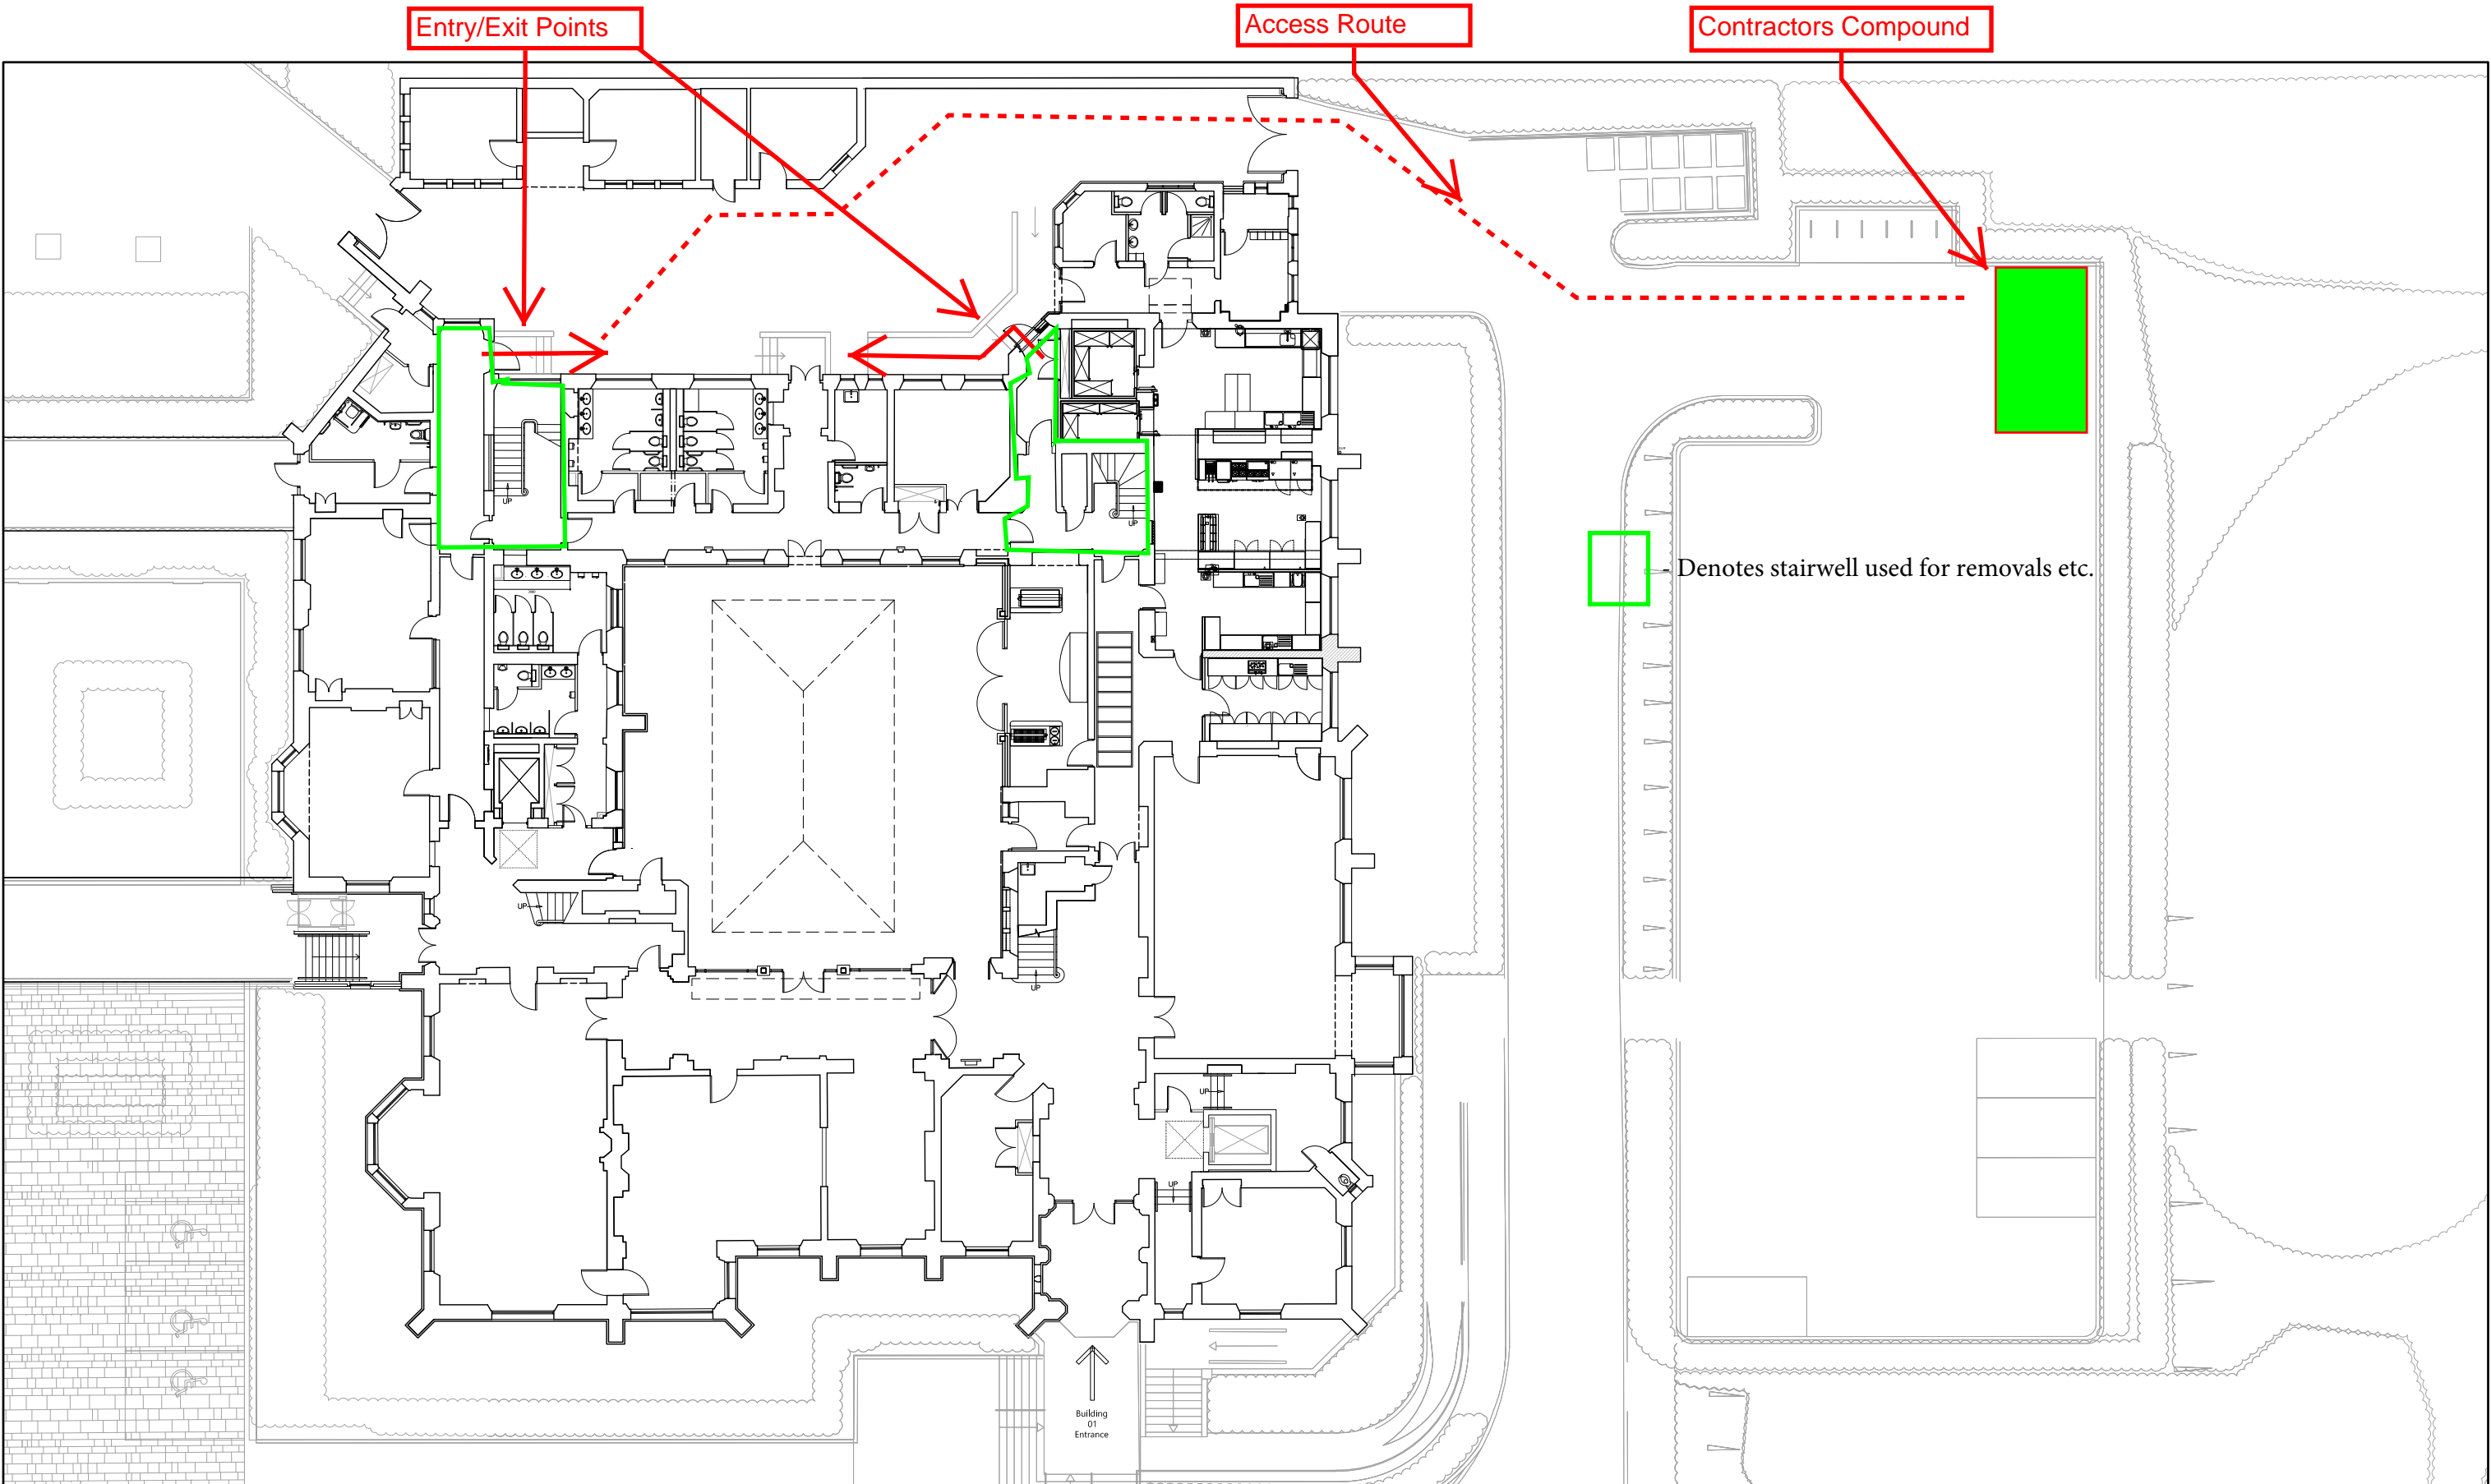 Entry/Exit Points
Access Route
Contractors Compound
UP
UP
- Denotes stairwell used for removals etc.
UP
UP
UP
UP
Building
01
Entrance